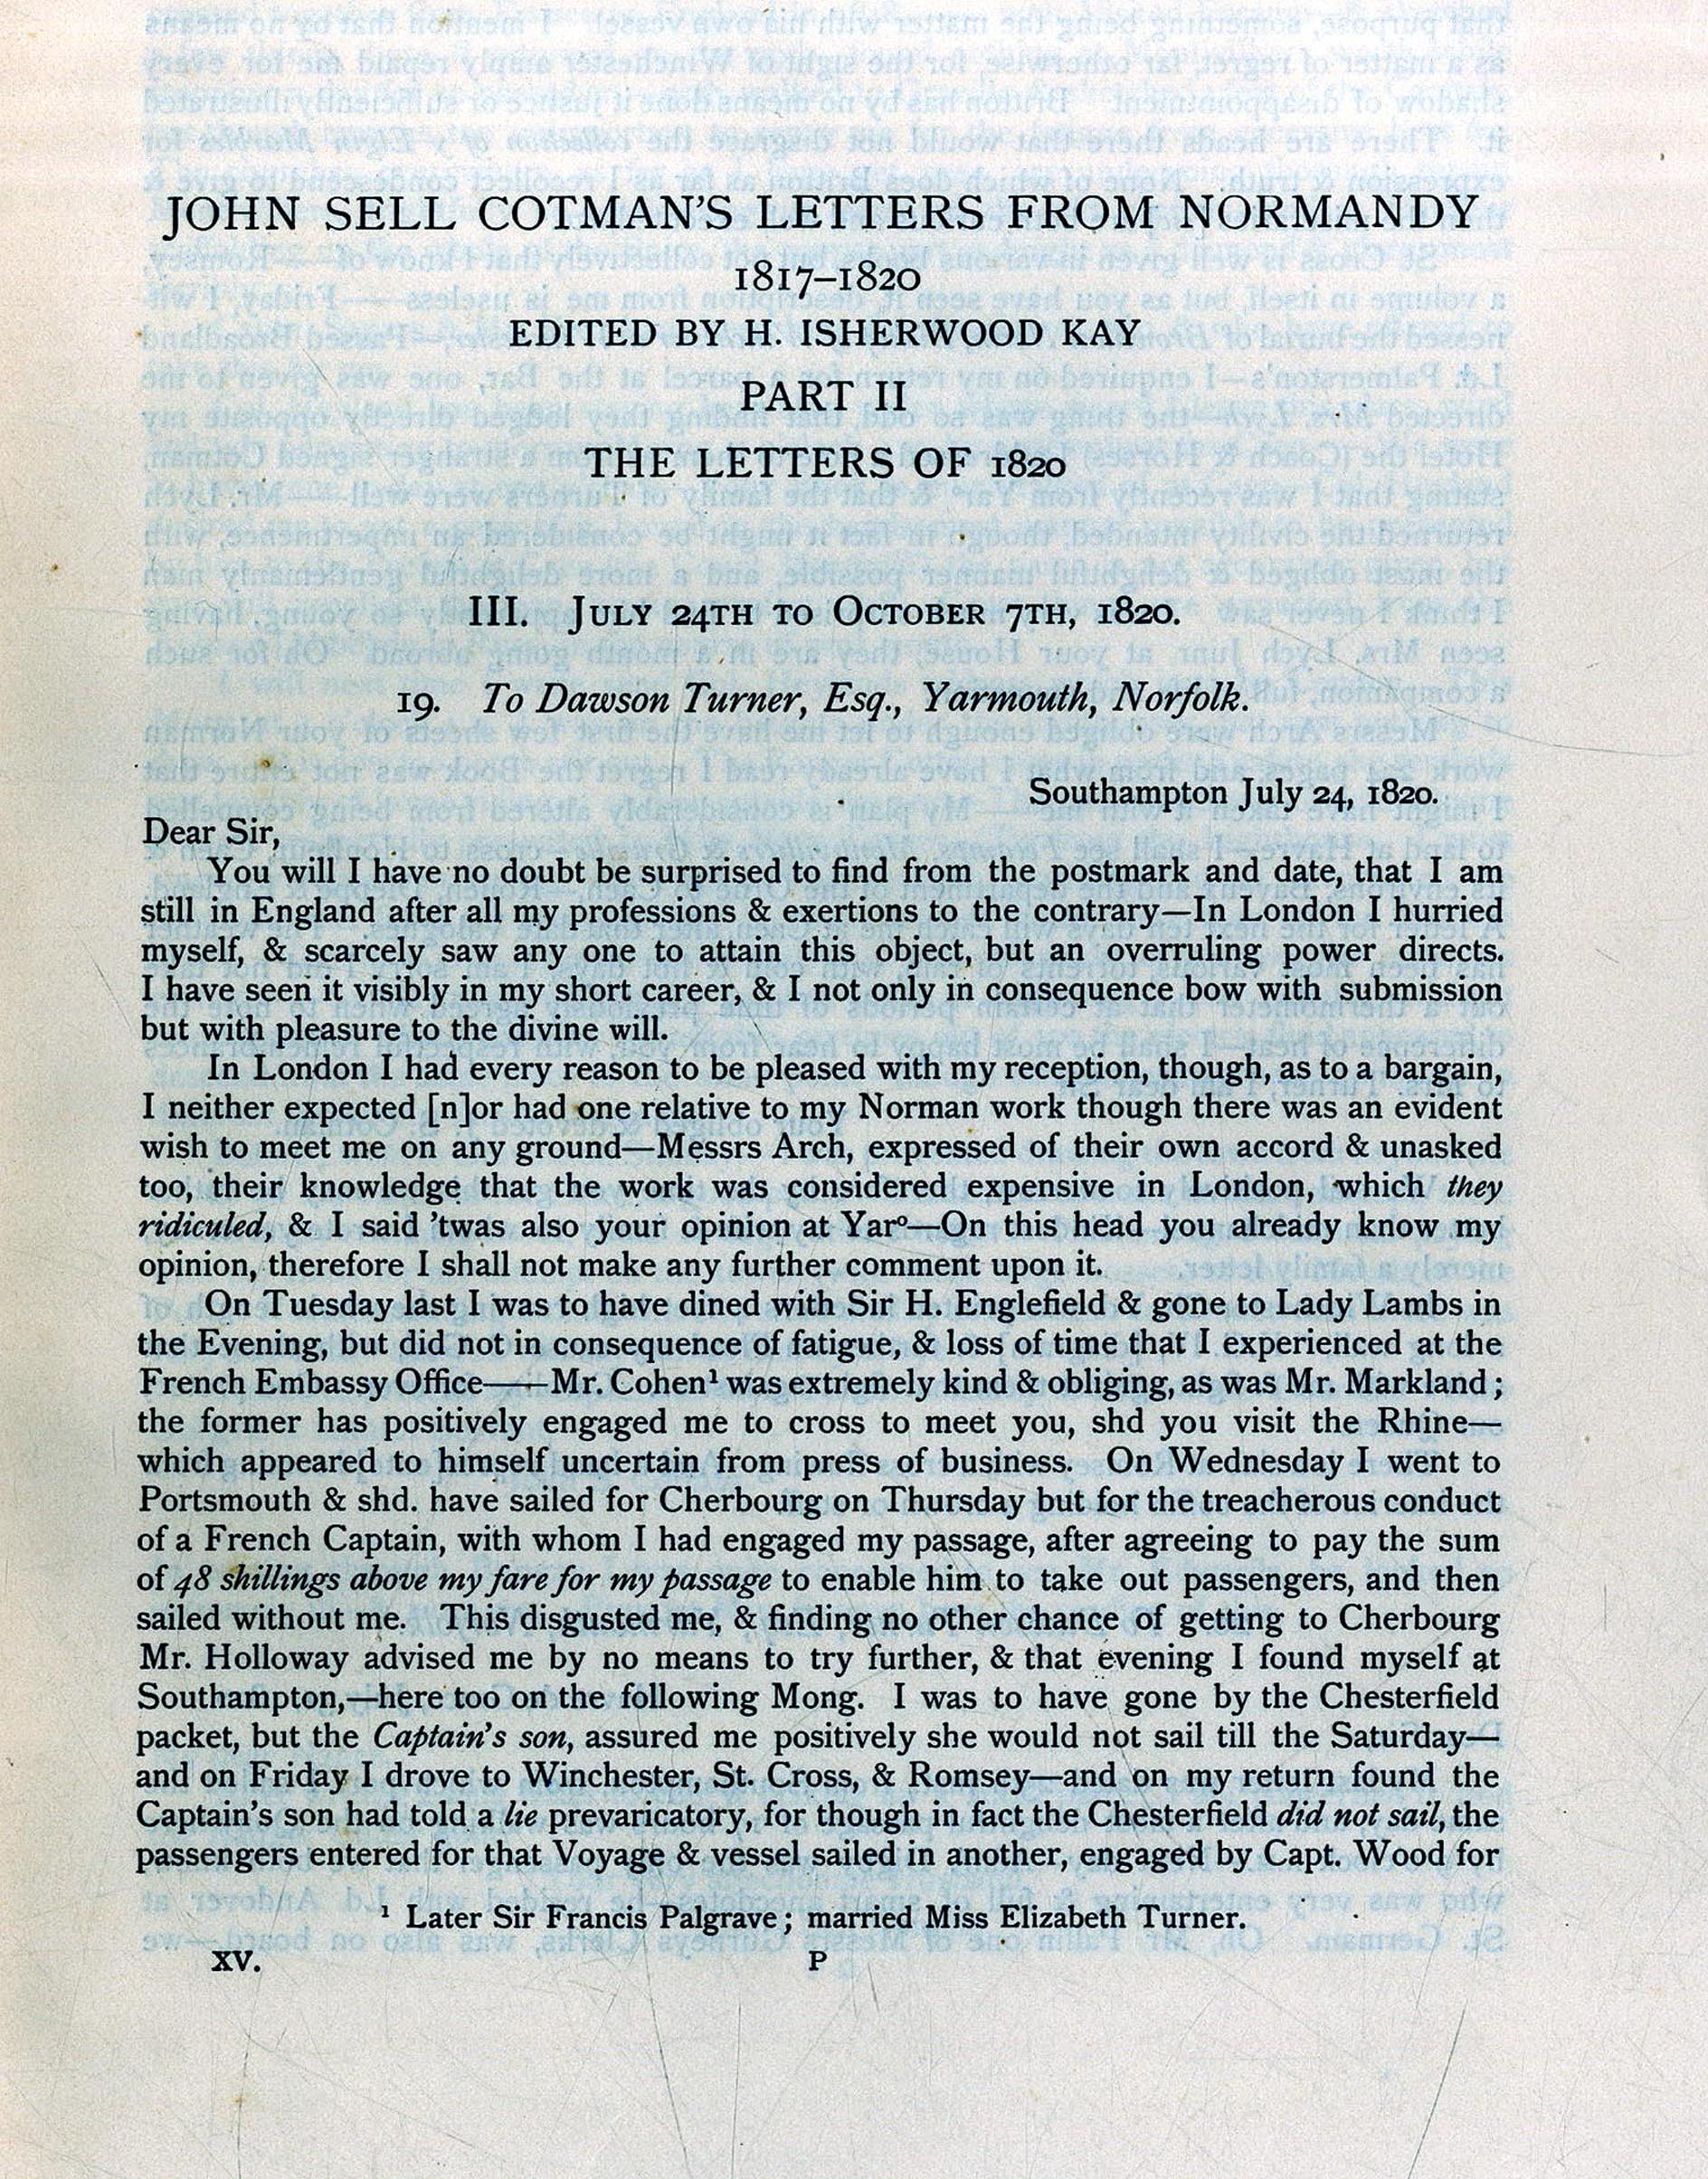 JOHN SELL COTMAN'S LETTERS FROM NORMANDY
1817–1820
EDITED BY H. ISHERWOOD KAY
PART II
THE LETTERS OF 1820
III. JULY 24TH TO OCTOBER 7TH, 1820.
19. To Dawson Turner, Esq., Yarmouth, Norfolk.
Southampton July 24, 1820.
Dear Sir,
You will I have no doubt be surprised to find from the postmark and date, that I am
still in England after all my professions & exertions to the contrary—In London I hurried
myself, & scarcely saw any one to attain this object, but an overruling power directs.
I have seen it visibly in my short career, & I not only in consequence bow with submission
but with pleasure to the divine will.
In London I had every reason to be pleased with my reception, though, as to a bargain,
I neither expected [n]or had one relative to my Norman work though there was an evident
wish to meet me on any ground—Messrs Arch, expressed of their own accord & unasked
too, their knowledge that the work was considered expensive in London, which they
ridiculed, & I said 'twas also your opinion at Yarº—On this head you already know my
opinion, therefore I shall not make any further comment upon it.
On Tuesday last I was to have dined with Sir H. Englefield & gone to Lady Lambs in
the Evening, but did not in consequence of fatigue, & loss of time that I experienced at the
French Embassy Office——Mr. Cohen¹ was extremely kind & obliging, as was Mr. Markland;
the former has positively engaged me to cross to meet you, shd you visit the Rhine—
which appeared to himself uncertain from press of business. On Wednesday I went to
Portsmouth & shd. have sailed for Cherbourg on Thursday but for the treacherous conduct
of a French Captain, with whom I had engaged my passage, after agreeing to pay the sum
of 48 shillings above my fare for my passage to enable him to take out passengers, and then
sailed without me. This disgusted me, & finding no other chance of getting to Cherbourg
Mr. Holloway advised me by no means to try further, & that evening I found myself at
Southampton,—here too on the following Mong. I was to have gone by the Chesterfield
packet, but the Captain's son, assured me positively she would not sail till the Saturday—
and on Friday I drove to Winchester, St. Cross, & Romsey—and on my return found the
Captain's son had told a lie prevaricatory, for though in fact the Chesterfield did not sail, the
passengers entered for that Voyage & vessel sailed in another, engaged by Capt. Wood for
¹ Later Sir Francis Palgrave; married Miss Elizabeth Turner.
XV. P